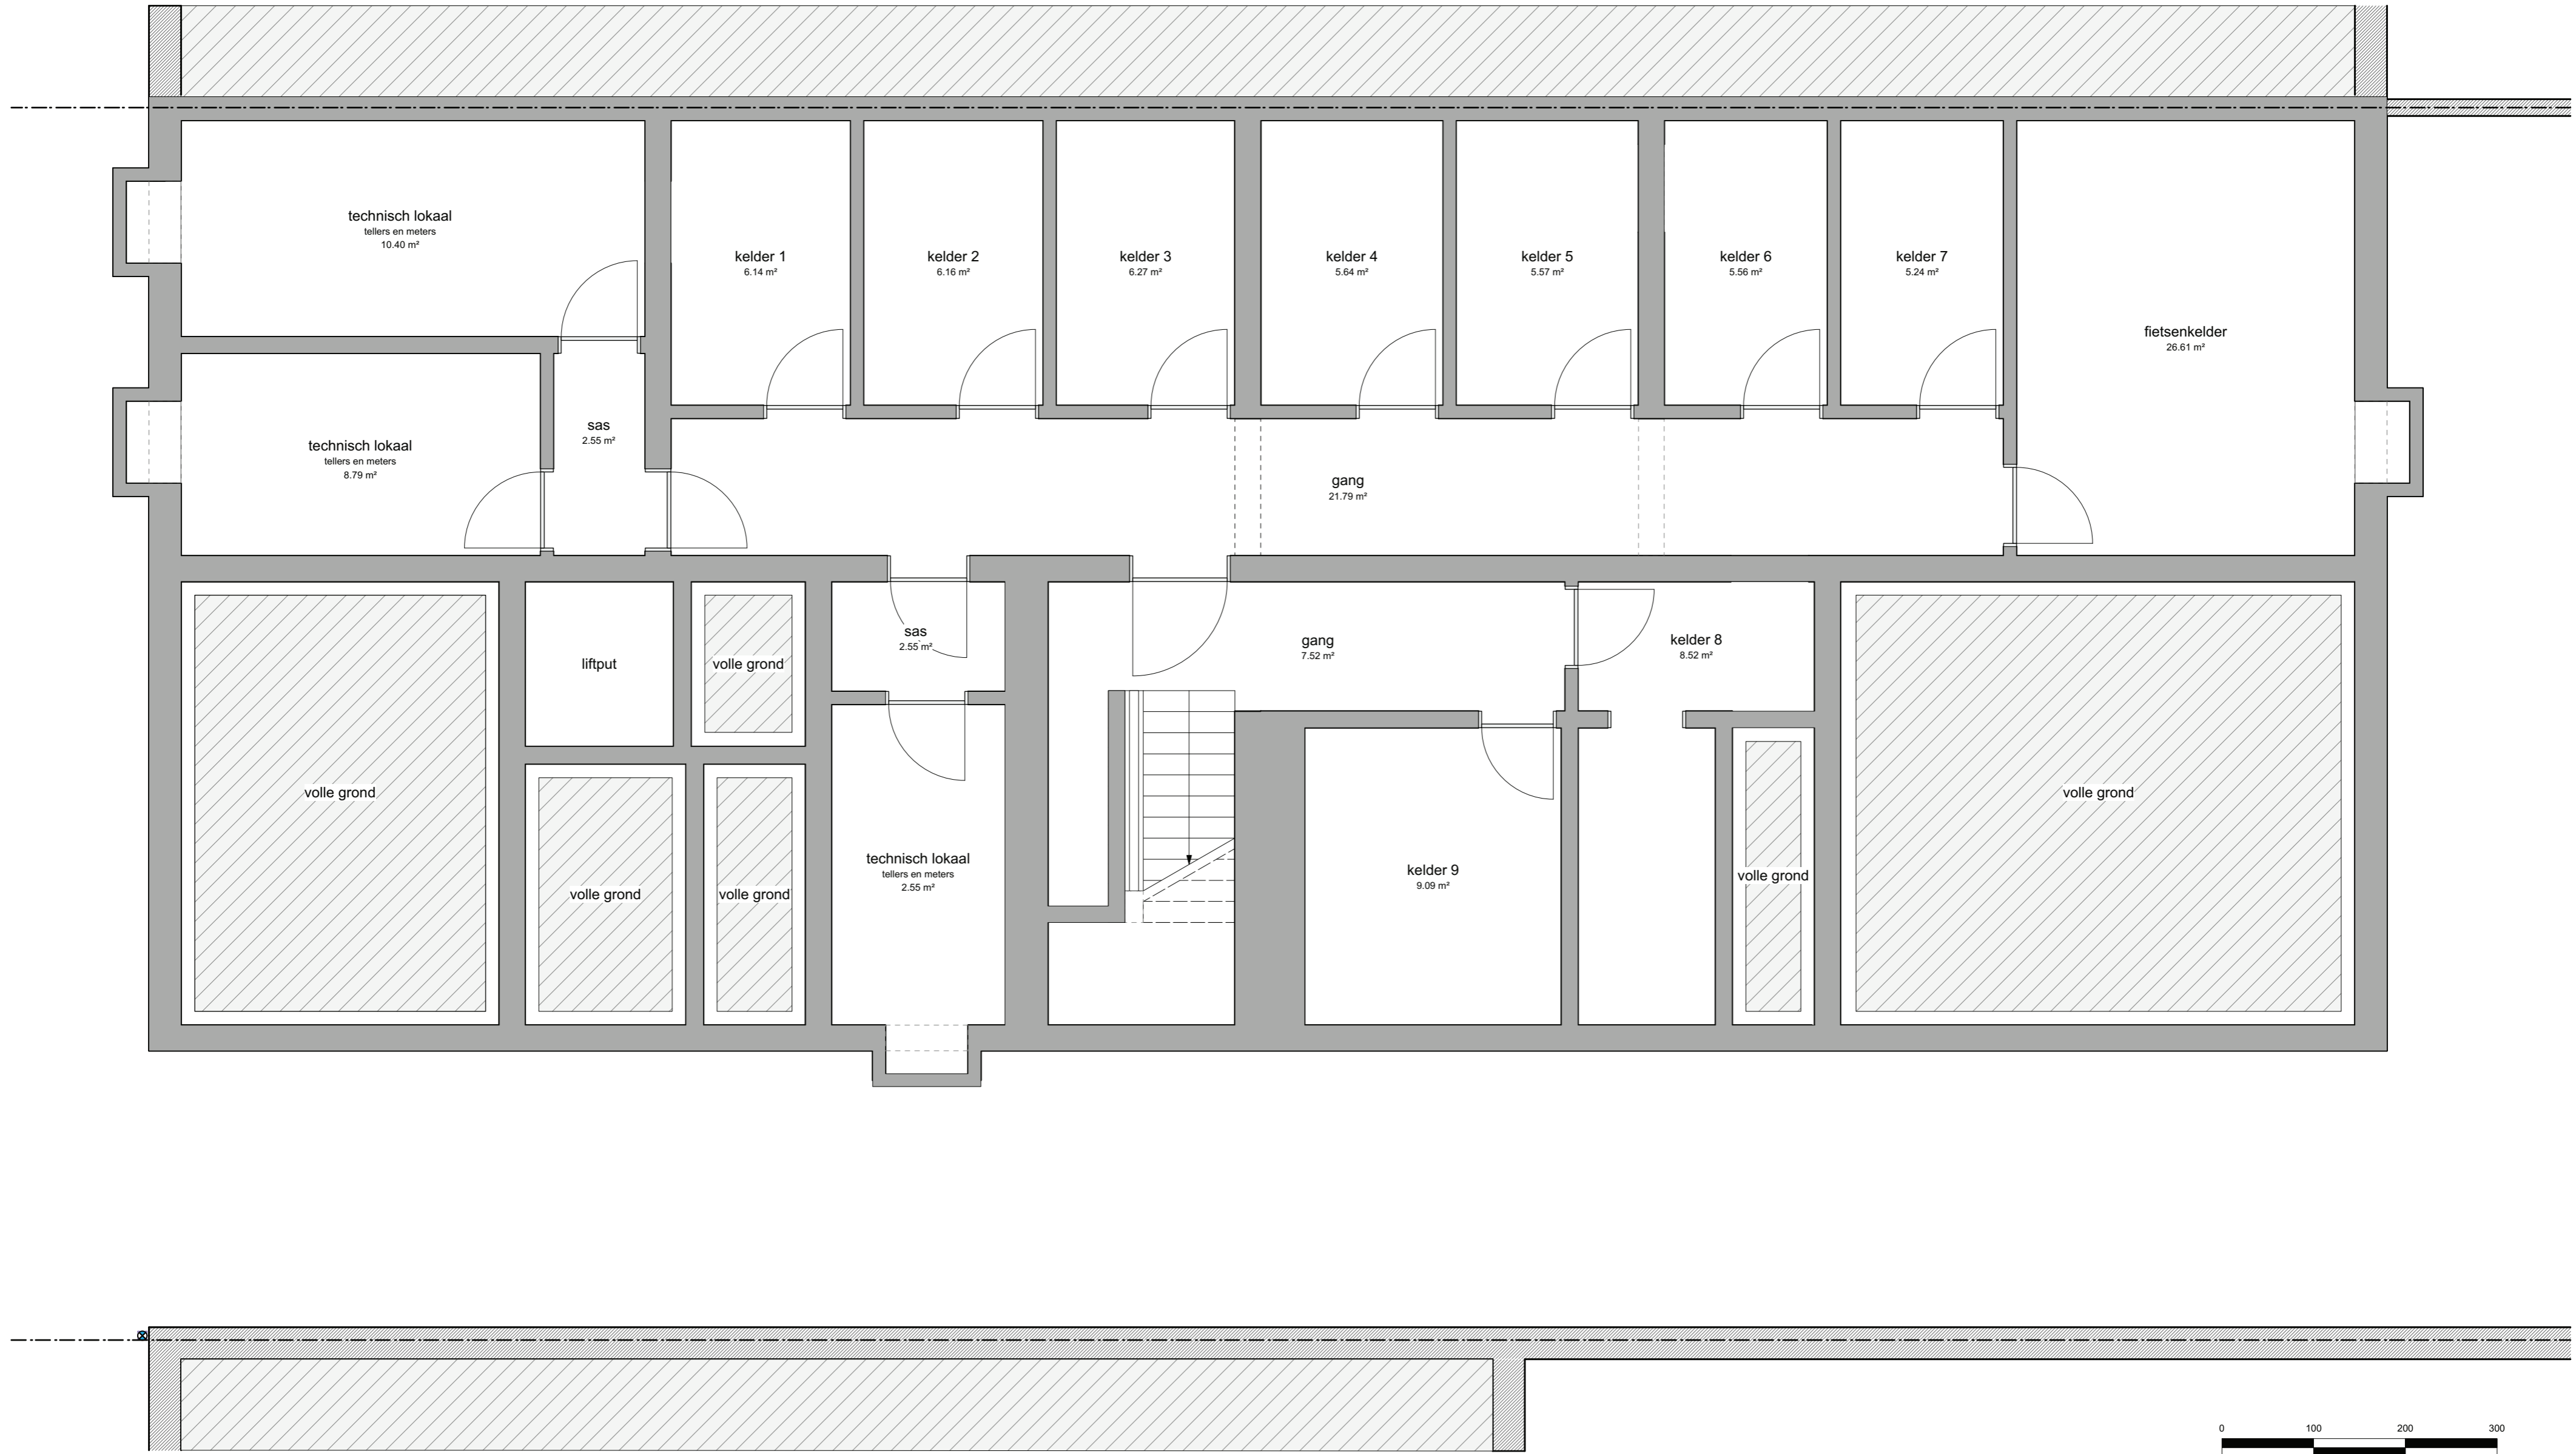 technisch lokaal
tellers en meters
10.40 m²
kelder 1
6.14 m²
kelder 2
6.16 m²
kelder 3
6.27 m²
kelder 4
5.64 m²
kelder 5
5.57 m²
kelder 6
5.56 m²
kelder 7
5.24 m²
fietsenkelder
26.61 m²
technisch lokaal
tellers en meters
8.79 m²
sas
2.55 m²
gang
21.79 m²
volle grond
liftput
volle grond
sas
2.55 m²
gang
7.52 m²
kelder 8
8.52 m²
volle grond
volle grond
volle grond
technisch lokaal
tellers en meters
2.55 m²
kelder 9
9.09 m²
volle grond
volle grond
0 100 200 300